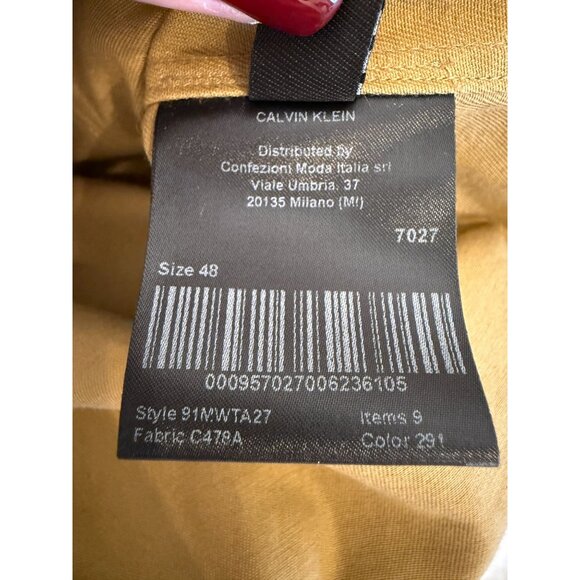 CALVIN KLEIN
Distributed by
Confezioni Moda Italia srl
Viale Umbria, 37
20135 Milano (MI)
7027
Size 48
000957027006236105
Style 91MWTA27 Items 9
Fabric C478A Color 291